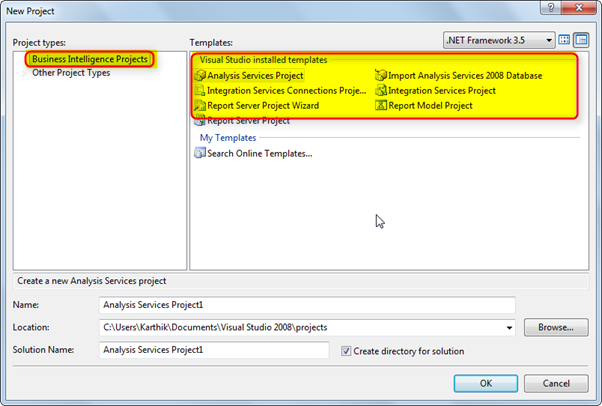 New Project
Project types:
Templates:
.NET Framework 3.5
Business Intelligence Projects
Other Project Types
Visual Studio installed templates
Analysis Services Project
Import Analysis Services 2008 Database
Integration Services Connections Proje...
Integration Services Project
Report Server Project Wizard
Report Model Project
Report Server Project
My Templates
Search Online Templates...
Create a new Analysis Services project
Name:
Analysis Services Project1
Location:
C:\Users\Karthik\Documents\Visual Studio 2008\projects
Browse...
Solution Name:
Analysis Services Project1
Create directory for solution
OK
Cancel